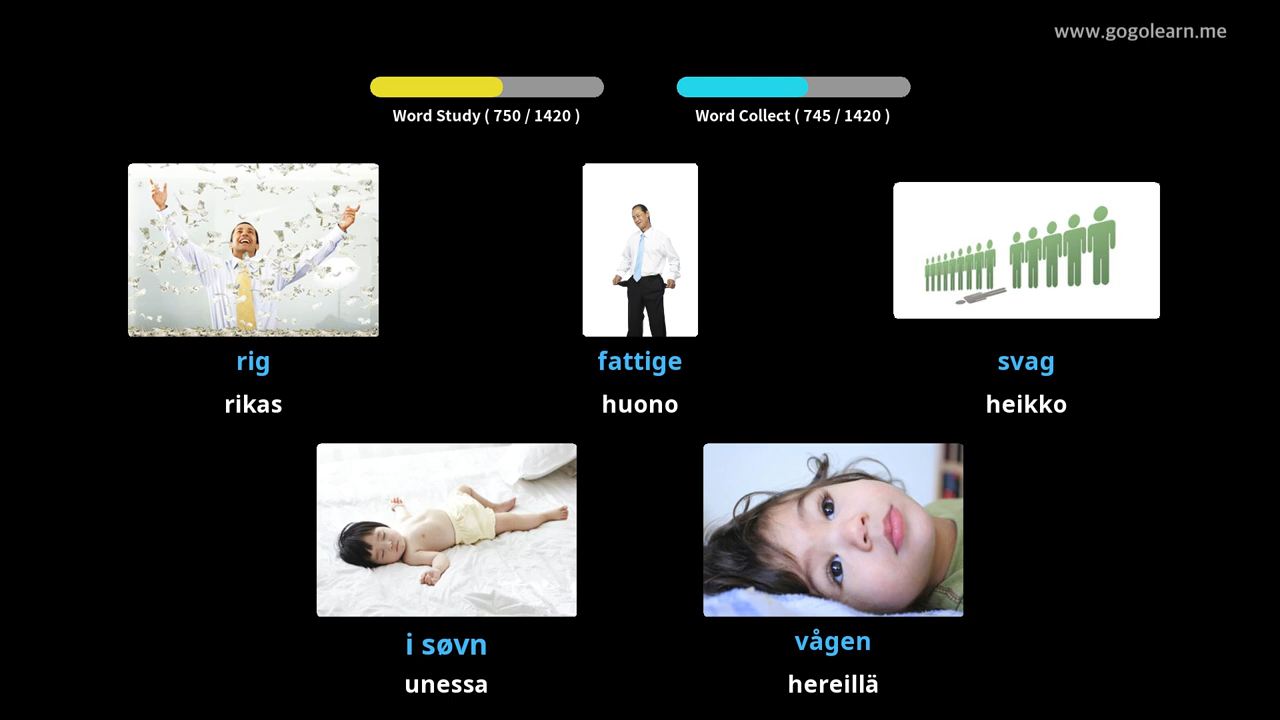 www.gogolearn.me
Word Study ( 750 / 1420 )
Word Collect ( 745 / 1420 )
rig
fattige
svag
rikas
huono
heikko
i søvn
vågen
unessa
hereillä